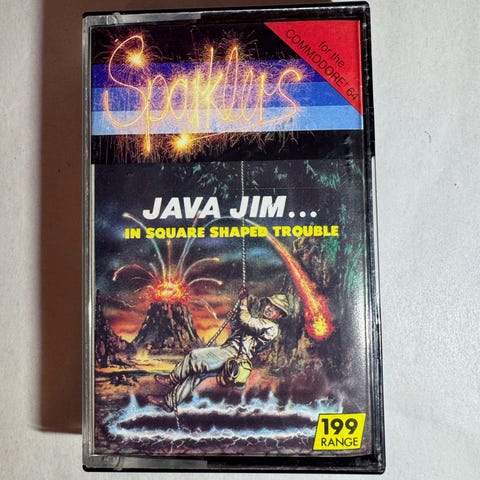 Sparklers
for the
COMMODORE 64
JAVA JIM...
IN SQUARE SHAPED TROUBLE
199
RANGE